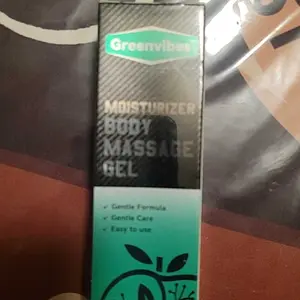 Greenvibes
MOISTURIZER
BODY
MASSAGE
GEL
✓ Gentle Formula
✓ Gentle Care
✓ Easy to use